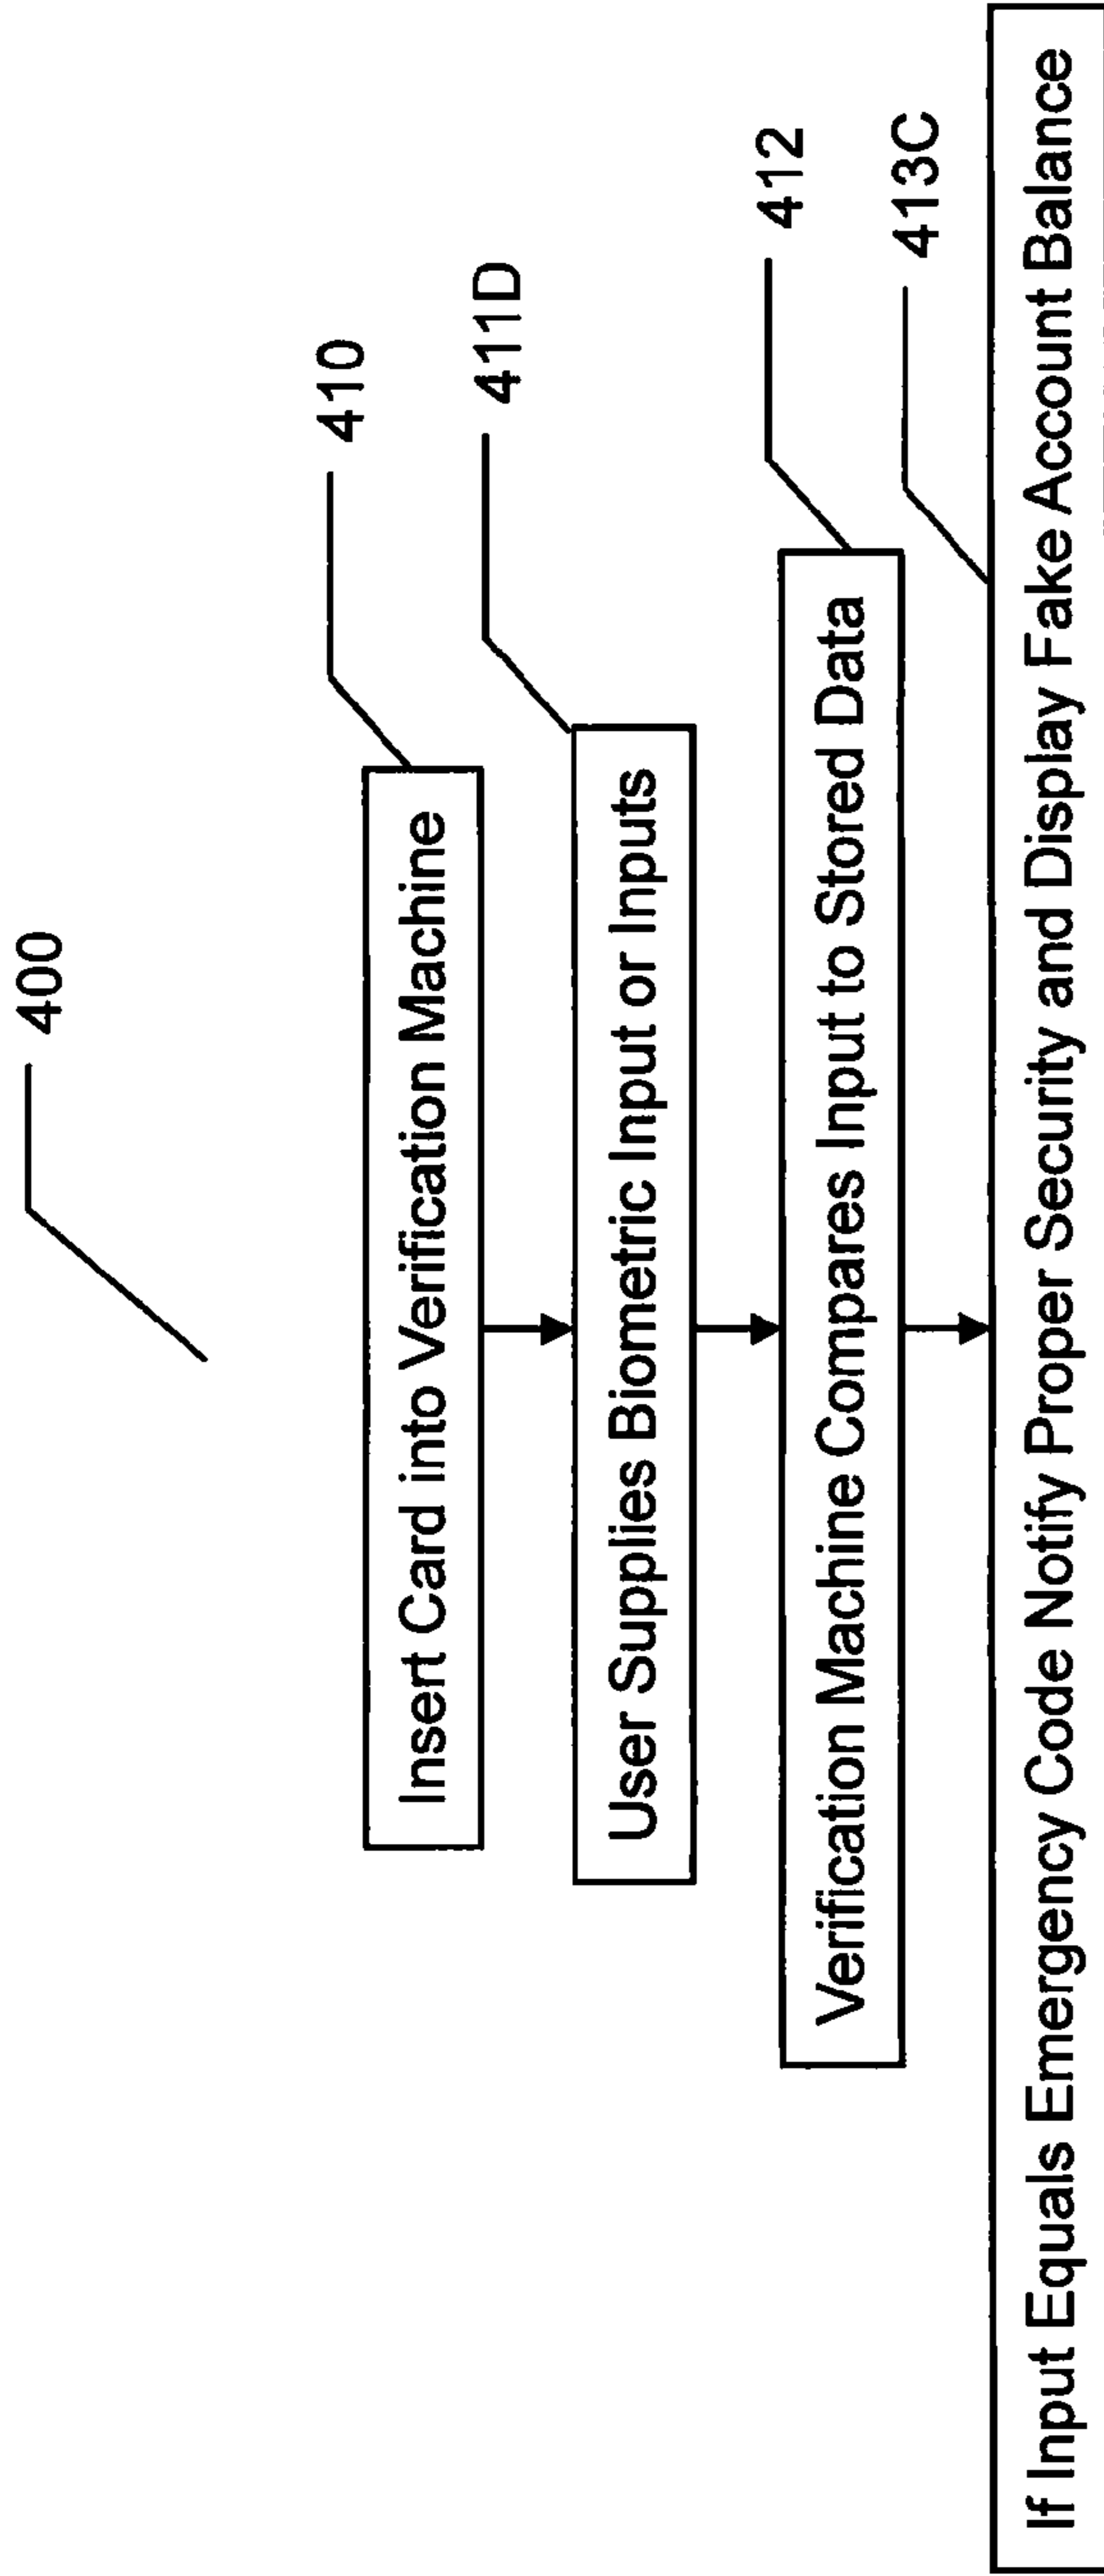 400
410
Insert Card into Verification Machine
411D
User Supplies Biometric Input or Inputs
412
Verification Machine Compares Input to Stored Data
413C
If Input Equals Emergency Code Notify Proper Security and Display Fake Account Balance